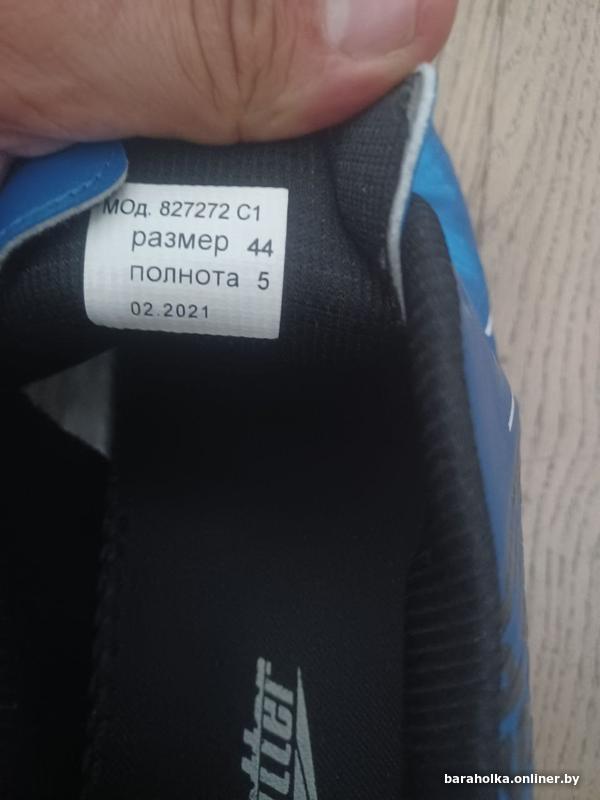 МОд. 827272 С1
размер 44
полнота 5
02.2021
baraholka.onliner.by